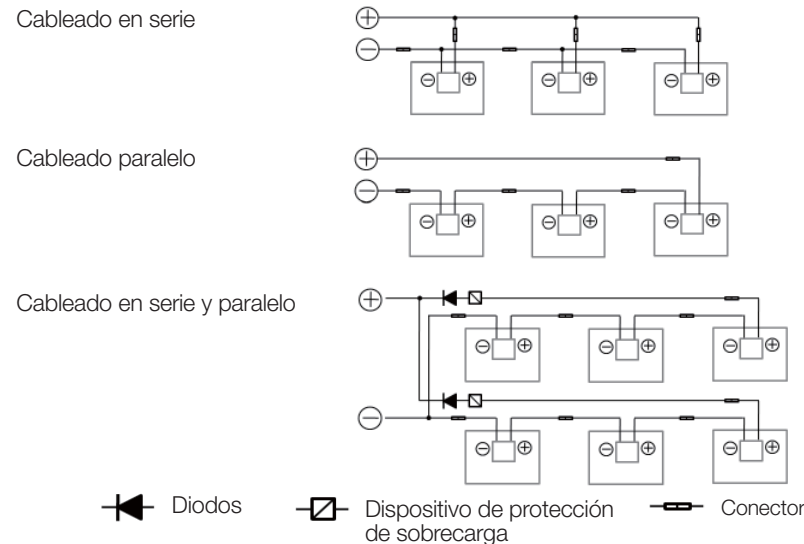 Cableado en serie
Cableado paralelo
Cableado en serie y paralelo
Diodos
Dispositivo de protección
de sobrecarga
Conector